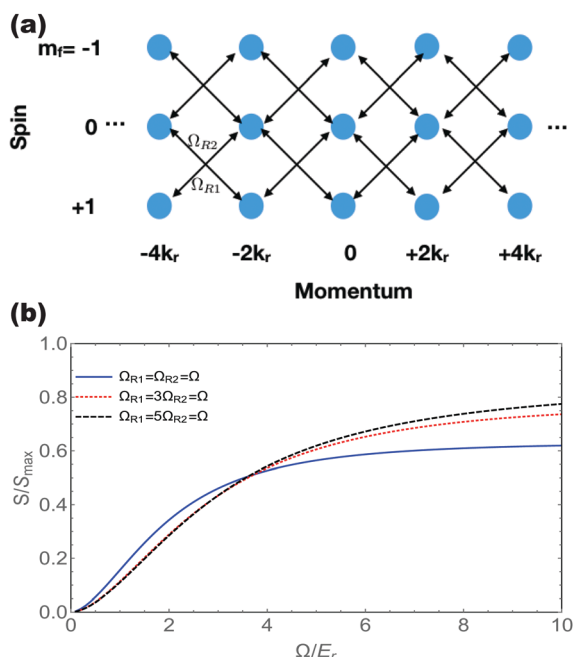 (a)
m_f= -1
Spin
0 ... ...
Ω_R2
Ω_R1
+1
-4k_r -2k_r 0 +2k_r +4k_r
Momentum
(b)
1.0
Ω_R1=Ω_R2=Ω
Ω_R1=3Ω_R2=Ω
Ω_R1=5Ω_R2=Ω
0.8
0.6
S/S_max
0.4
0.2
0.0
0 2 4 6 8 10
Ω/E_r